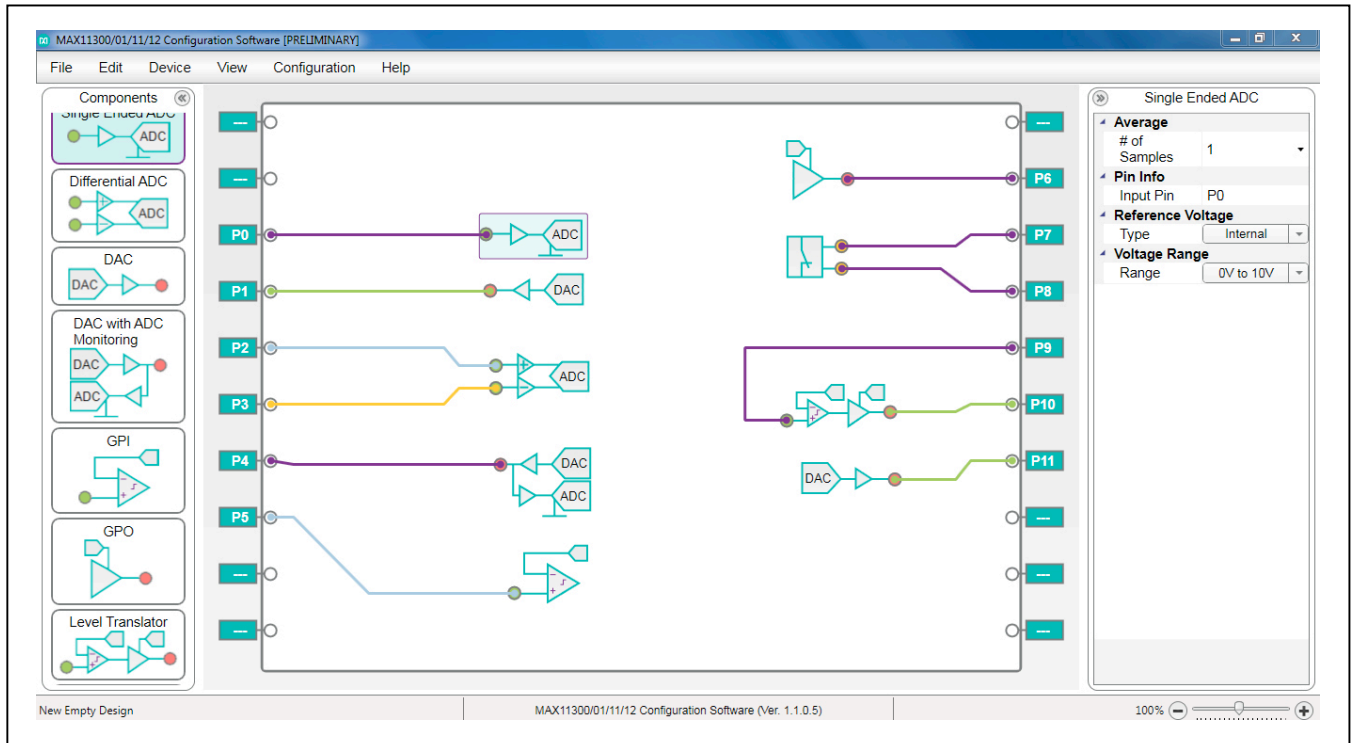 MAX11300/01/11/12 Configuration Software [PRELIMINARY]
File Edit Device View Configuration Help
Components
Single Ended ADC
ADC
Differential ADC
ADC
DAC
DAC
DAC with ADC
Monitoring
DAC
ADC
GPI
GPO
Level Translator
---
---
P0
P1
P2
P3
P4
P5
---
---
ADC
DAC
ADC
DAC
ADC
DAC
---
P6
P7
P8
P9
P10
P11
---
---
---
Single Ended ADC
Average
# of
Samples 1
Pin Info
Input Pin P0
Reference Voltage
Type Internal
Voltage Range
Range 0V to 10V
New Empty Design
MAX11300/01/11/12 Configuration Software (Ver. 1.1.0.5)
100%